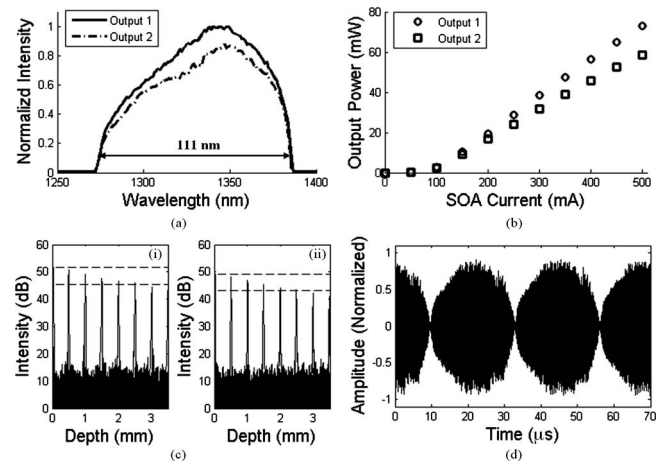 Output 1
Output 2
111 nm
Normalizd Intensity
1
0.8
0.6
0.4
0.2
0
1250
1300
1350
1400
Wavelength (nm)
(a)
Output 1
Output 2
Output Power (mW)
80
60
40
20
0
0
100
200
300
400
500
SOA Current (mA)
(b)
(i)
Intensity (dB)
60
50
40
30
20
10
0
0
1
2
3
Depth (mm)
(ii)
Intensity (dB)
60
50
40
30
20
10
0
0
1
2
3
Depth (mm)
(c)
Amplitude (Normalized)
1
0.5
0
-0.5
-1
0
10
20
30
40
50
60
70
Time (μs)
(d)